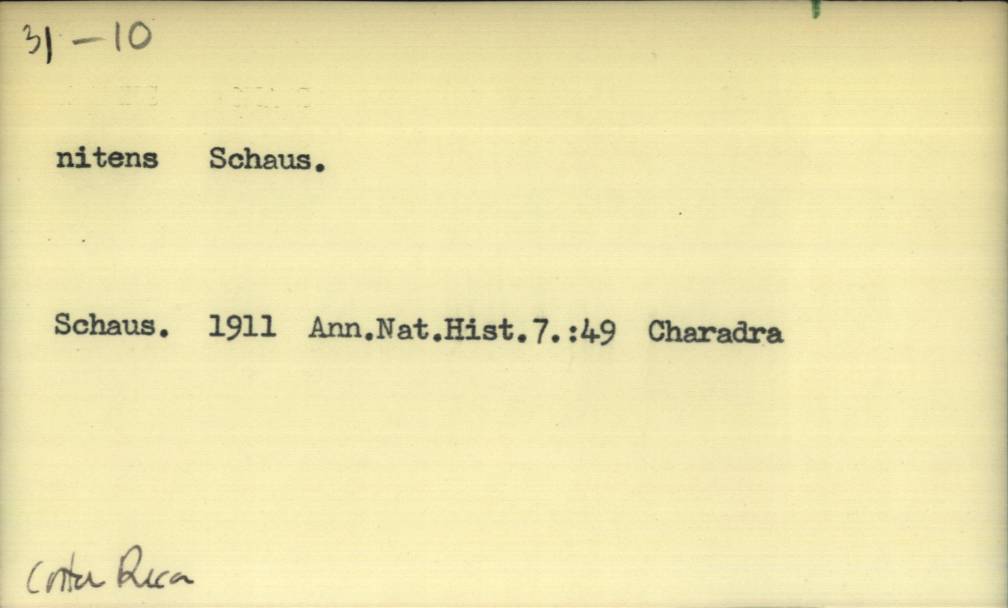 31 - 10
nitens Schaus.
Schaus. 1911 Ann.Nat.Hist.7.:49 Charadra
Costa Rica